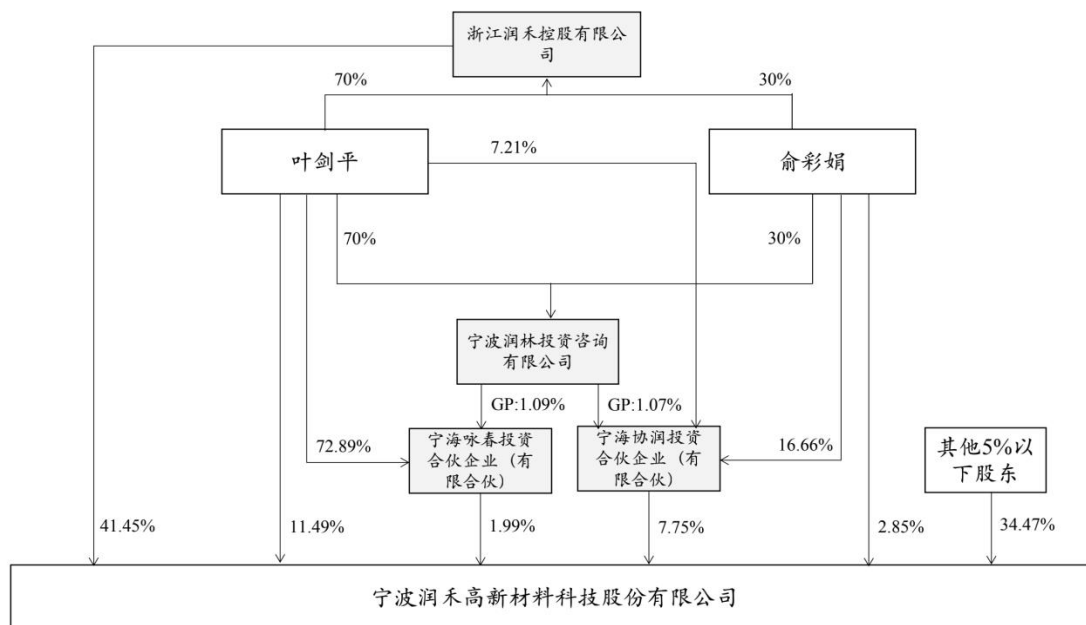 浙江润禾控股有限公
司
70%
30%
叶剑平
7.21%
俞彩娟
70%
30%
宁波润林投资咨询
有限公司
GP:1.09%
GP:1.07%
72.89%
宁海咏春投资
合伙企业（有
限合伙）
宁海协润投资
合伙企业（有
限合伙）
16.66%
其他5%以
下股东
41.45%
11.49%
1.99%
7.75%
2.85%
34.47%
宁波润禾高新材料科技股份有限公司